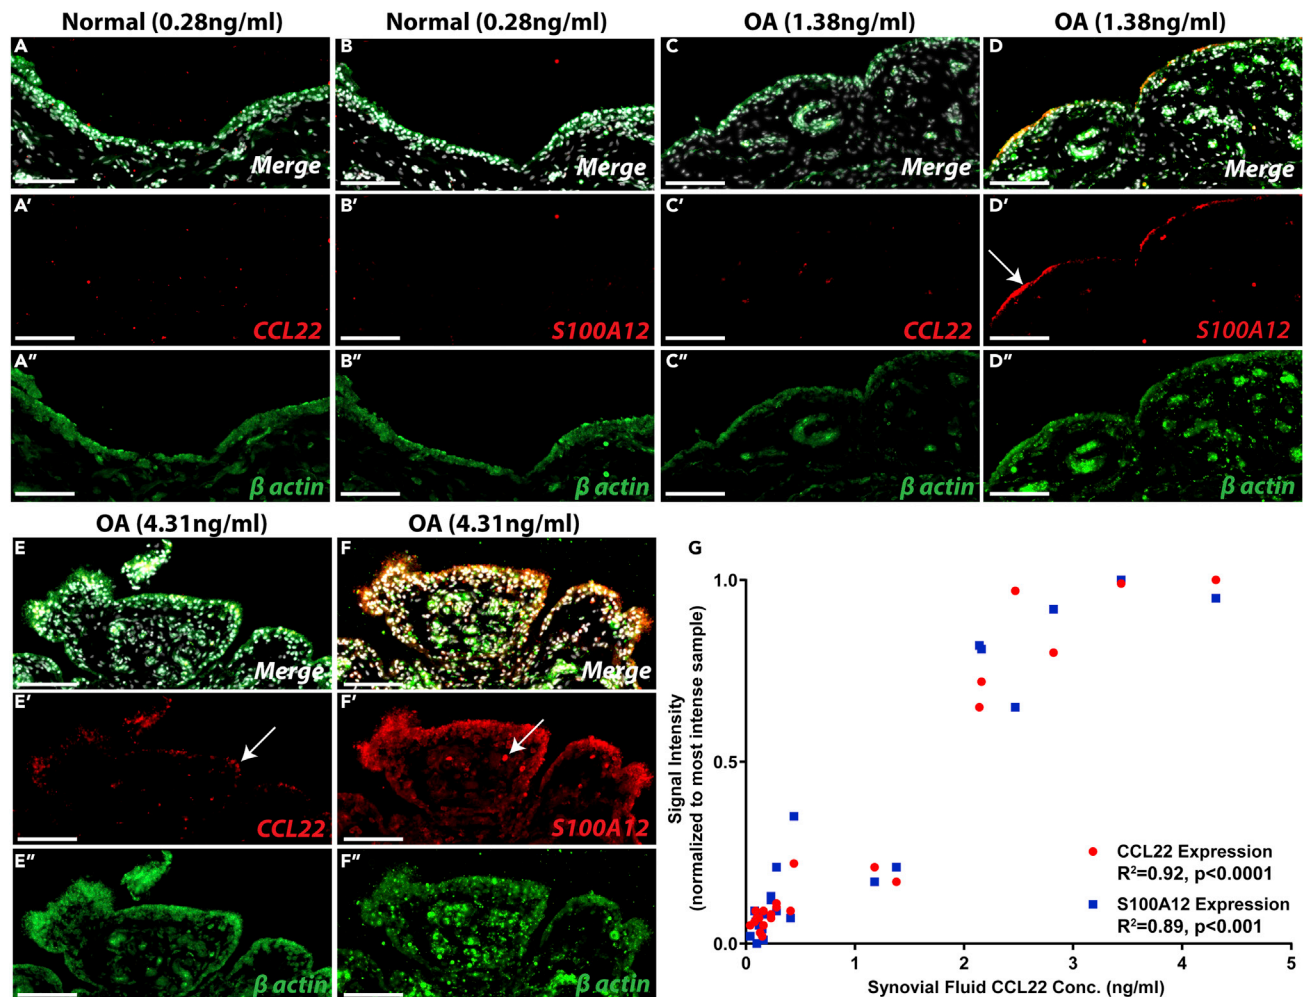 Normal (0.28ng/ml)
Normal (0.28ng/ml)
OA (1.38ng/ml)
OA (1.38ng/ml)
A
Merge
B
Merge
C
Merge
D
Merge
A'
CCL22
B'
S100A12
C'
CCL22
D'
S100A12
A"
β actin
B"
β actin
C"
β actin
D"
β actin
OA (4.31ng/ml)
OA (4.31ng/ml)
E
Merge
F
Merge
E'
CCL22
F'
S100A12
E"
β actin
F"
β actin
G
Signal Intensity
(normalized to most intense sample)
1.0
0.5
0.0
CCL22 Expression
R²=0.92, p<0.0001
S100A12 Expression
R²=0.89, p<0.001
0 1 2 3 4 5
Synovial Fluid CCL22 Conc. (ng/ml)